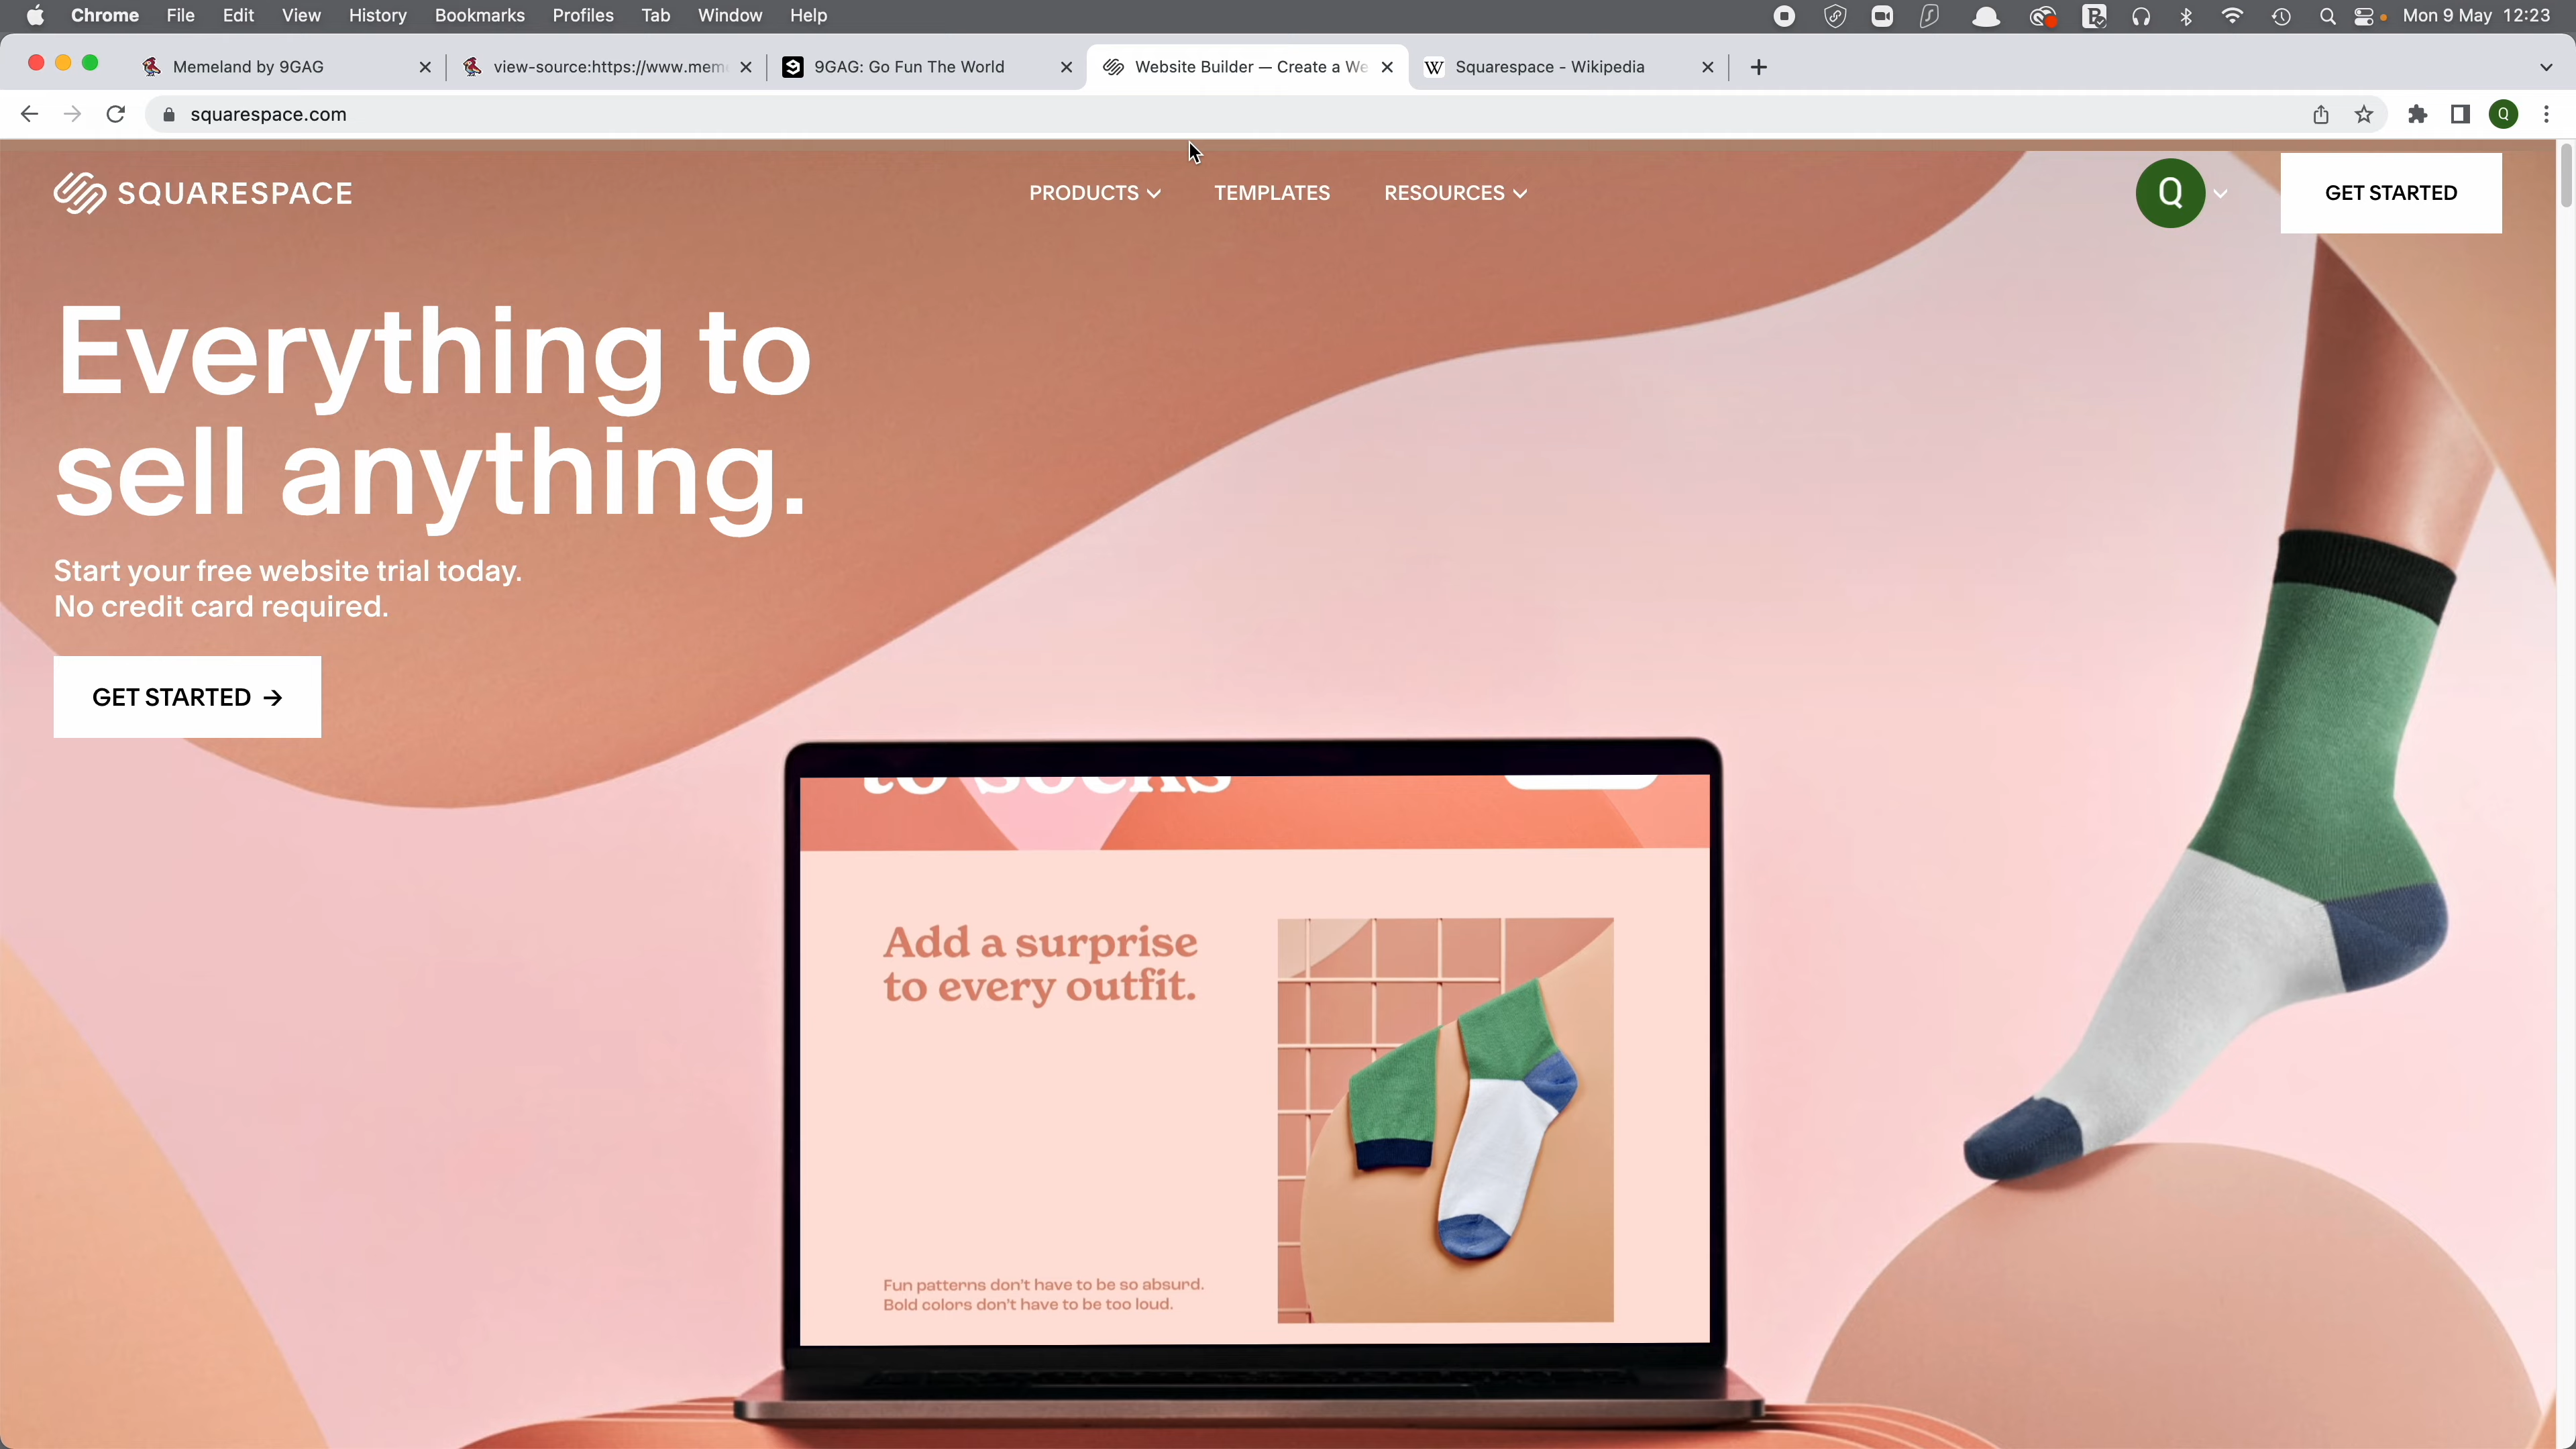 Chrome File Edit View History Bookmarks Profiles Tab Window Help Mon 9 May 12:23
Memeland by 9GAG view-source:https://www.mem 9GAG: Go Fun The World Website Builder — Create a We W Squarespace - Wikipedia
squarespace.com Q
SQUARESPACE PRODUCTS TEMPLATES RESOURCES Q GET STARTED
Everything to
sell anything.
Start your free website trial today.
No credit card required.
GET STARTED →
to socks
Add a surprise
to every outfit.
Fun patterns don't have to be so absurd.
Bold colors don't have to be too loud.